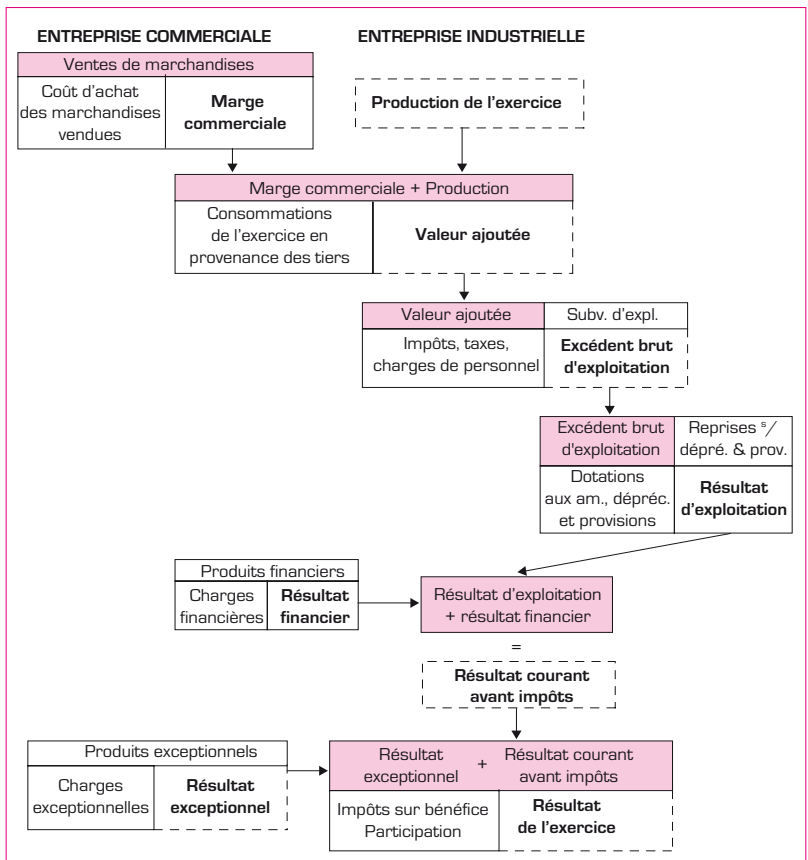 ENTREPRISE COMMERCIALE
ENTREPRISE INDUSTRIELLE
Ventes de marchandises
Coût d'achat
des marchandises
vendues
Marge
commerciale
Production de l'exercice
Marge commerciale + Production
Consommations
de l'exercice en
provenance des tiers
Valeur ajoutée
Valeur ajoutée
Subv. d'expl.
Impôts, taxes,
charges de personnel
Excédent brut
d'exploitation
Excédent brut
d'exploitation
Reprises s/
dépré. & prov.
Dotations
aux am., dépréc.
et provisions
Résultat
d'exploitation
Produits financiers
Charges
financières
Résultat
financier
Résultat d'exploitation
+ résultat financier
=
Résultat courant
avant impôts
Produits exceptionnels
Charges
exceptionnelles
Résultat
exceptionnel
Résultat
exceptionnel
+
Résultat courant
avant impôts
Impôts sur bénéfice
Participation
Résultat
de l'exercice